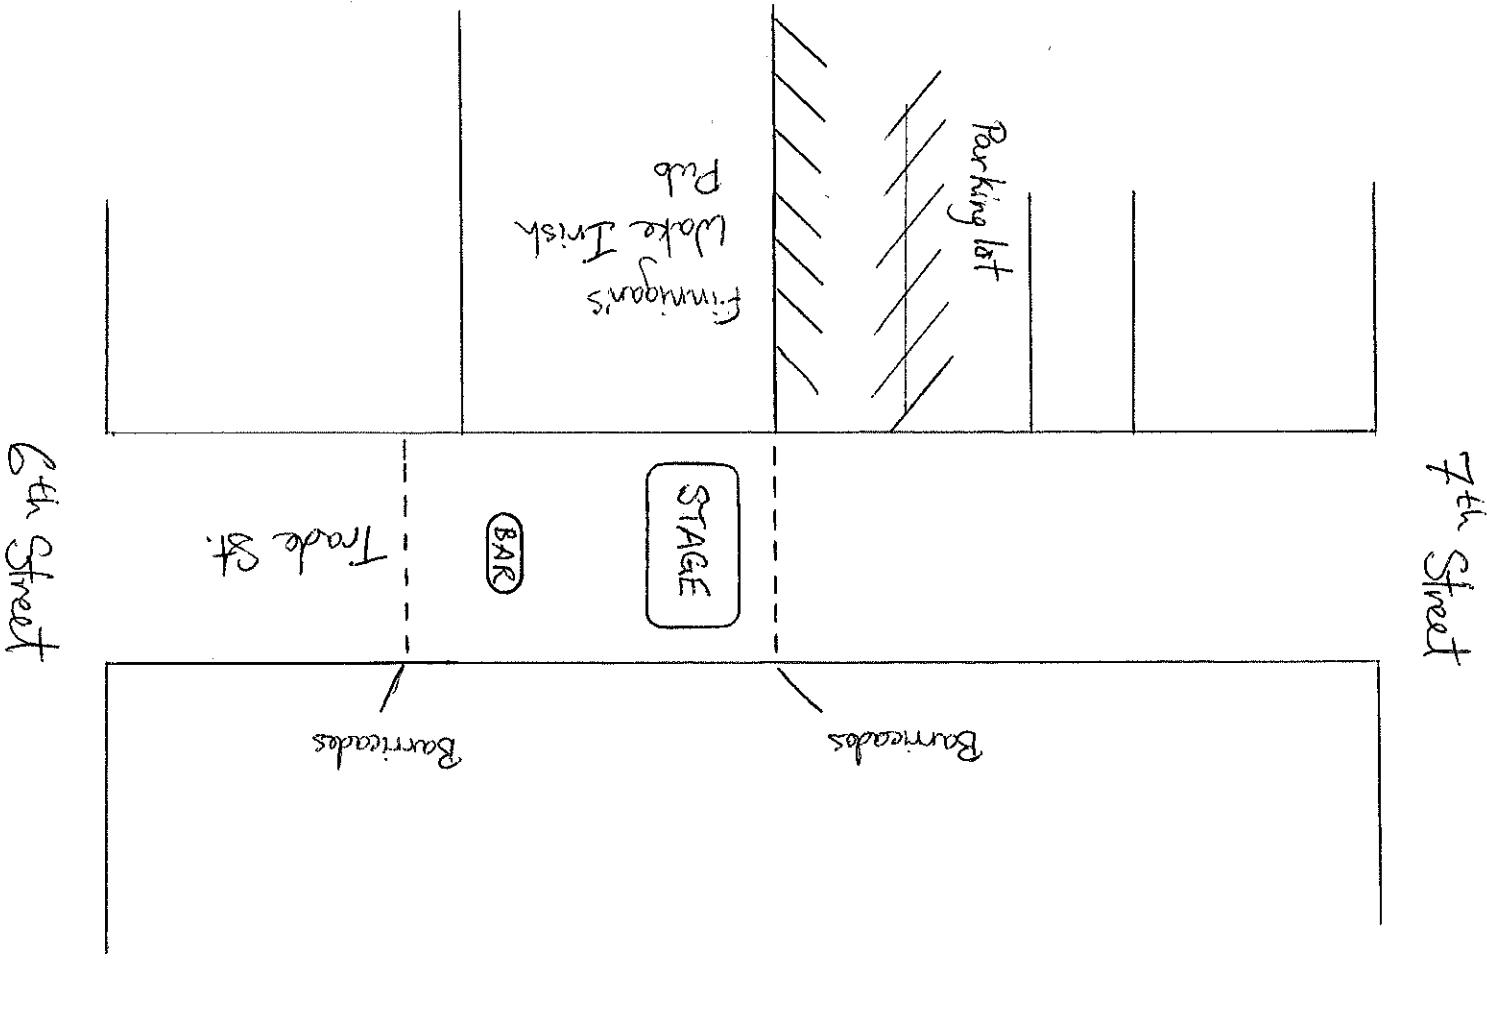 Barricades
Barricades
6th Street
Trade St.
BAR
STAGE
7th Street
Finnigan's
Wake Irish
Pub
Parking lot